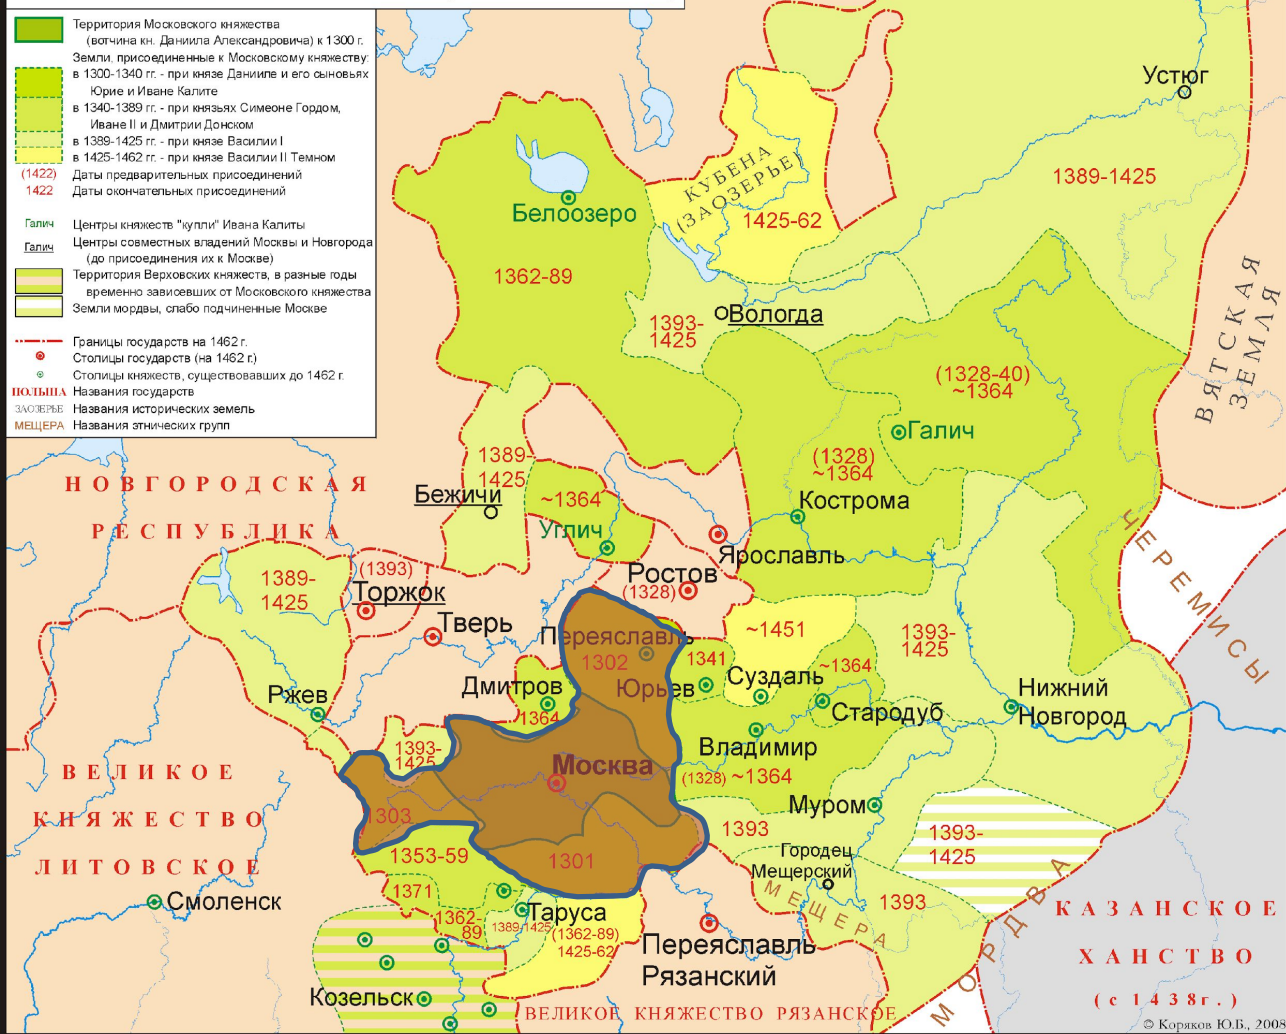 Территория Московского княжества
(вотчина кн. Даниила Александровича) к 1300 г.
Земли, присоединенные к Московскому княжеству:
в 1300-1340 гг. - при князе Данииле и его сыновьях
Юрие и Иване Калите
в 1340-1389 гг. - при князьях Симеоне Гордом,
Иване II и Дмитрии Донском
в 1389-1425 гг. - при князе Василии I
в 1425-1462 гг. - при князе Василии II Темном
(1422) Даты предварительных присоединений
1422 Даты окончательных присоединений
Галич Центры княжеств "купли" Ивана Калиты
Галич Центры совместных владений Москвы и Новгорода
(до присоединения их к Москве)
Территория Верховских княжеств, в разные годы
временно зависевших от Московского княжества
Земли мордвы, слабо подчиненные Москве
Границы государств на 1462 г.
Столицы государств (на 1462 г.)
Столицы княжеств, существовавших до 1462 г.
ПОЛЬША Названия государств
ЗАОЗЕРЬЕ Названия исторических земель
МЕЩЕРА Названия этнических групп
Устюг
1389-1425
КУБЕНА
(ЗАОЗЕРЬЕ)
1425-62
Белоозеро
1362-89
Вологда
1393-
1425
ВЯТСКАЯ
ЗЕМЛЯ
(1328-40)
~1364
Галич
(1328)
~1364
Кострома
1389-
1425
Бежичи
~1364
Углич
Ярославль
НОВГОРОДСКАЯ
РЕСПУБЛИКА
ЧЕРЕМИСЫ
1389-
1425
(1393)
Торжок
Тверь
Ростов
(1328)
Переяславль
1302
~1451
1393-
1425
1341
Юрьев
Суздаль
~1364
Стародуб
Нижний
Новгород
Ржев
Дмитров
1364
1393-
1425
Владимир
(1328) ~1364
Москва
Муром
1303
1393
1393-
1425
ВЕЛИКОЕ
КНЯЖЕСТВО
ЛИТОВСКОЕ
1353-59
1301
Городец
Мещерский
Смоленск
1371
МЕЩЕРА
1393
МОРДВА
Таруса
1362-
89
1389-1425
(1362-89)
1425-62
КАЗАНСКОЕ
ХАНСТВО
(с 1438г.)
Переяславль
Рязанский
Козельск
ВЕЛИКОЕ КНЯЖЕСТВО РЯЗАНСКОЕ
© Коряков Ю.Б., 2008